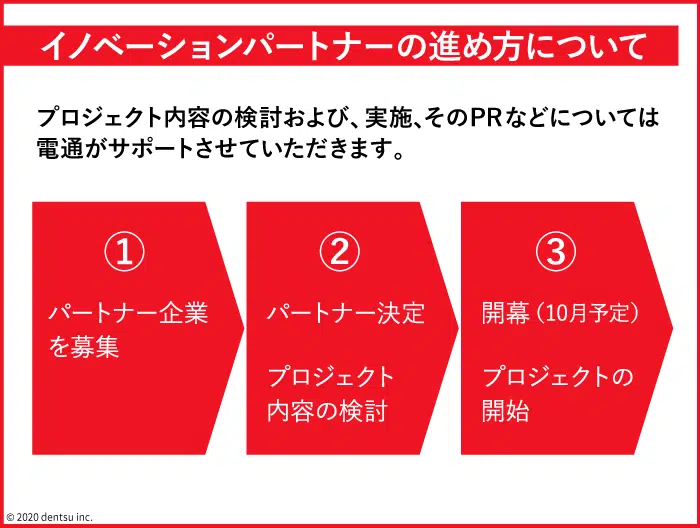 イノベーションパートナーの進め方について
プロジェクト内容の検討および、実施、そのPRなどについては
電通がサポートさせていただきます。
①
パートナー企業
を募集
②
パートナー決定
プロジェクト
内容の検討
③
開幕（10月予定）
プロジェクトの
開始
© 2020 dentsu inc.